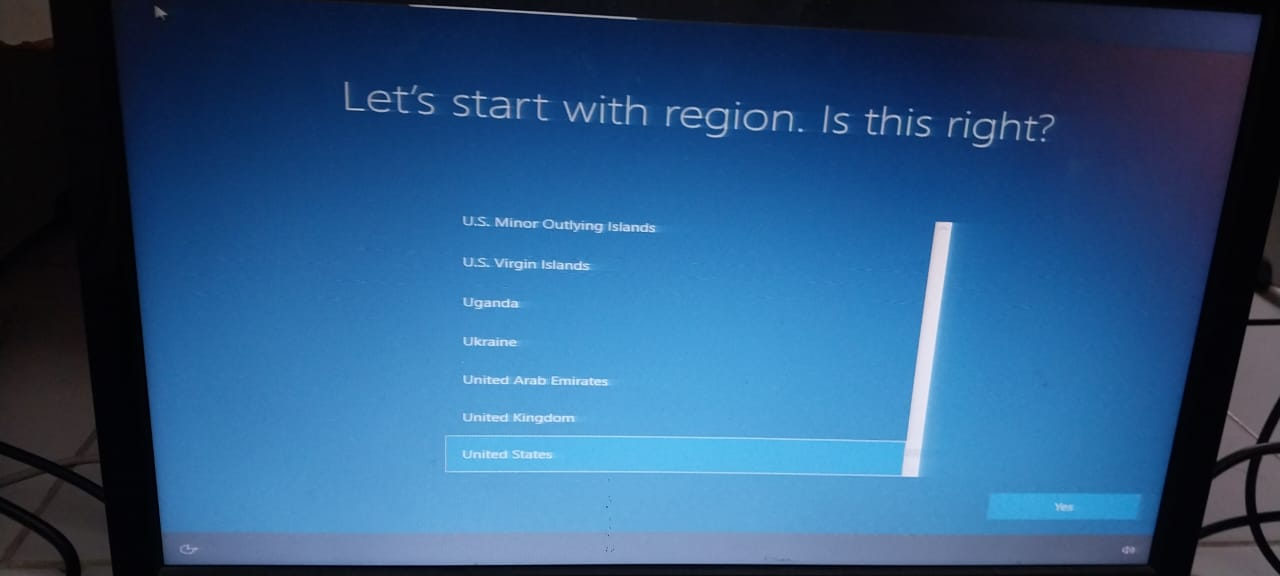 Let's start with region. Is this right?
U.S. Minor Outlying Islands
U.S. Virgin Islands
Uganda
Ukraine
United Arab Emirates
United Kingdom
United States
Yes